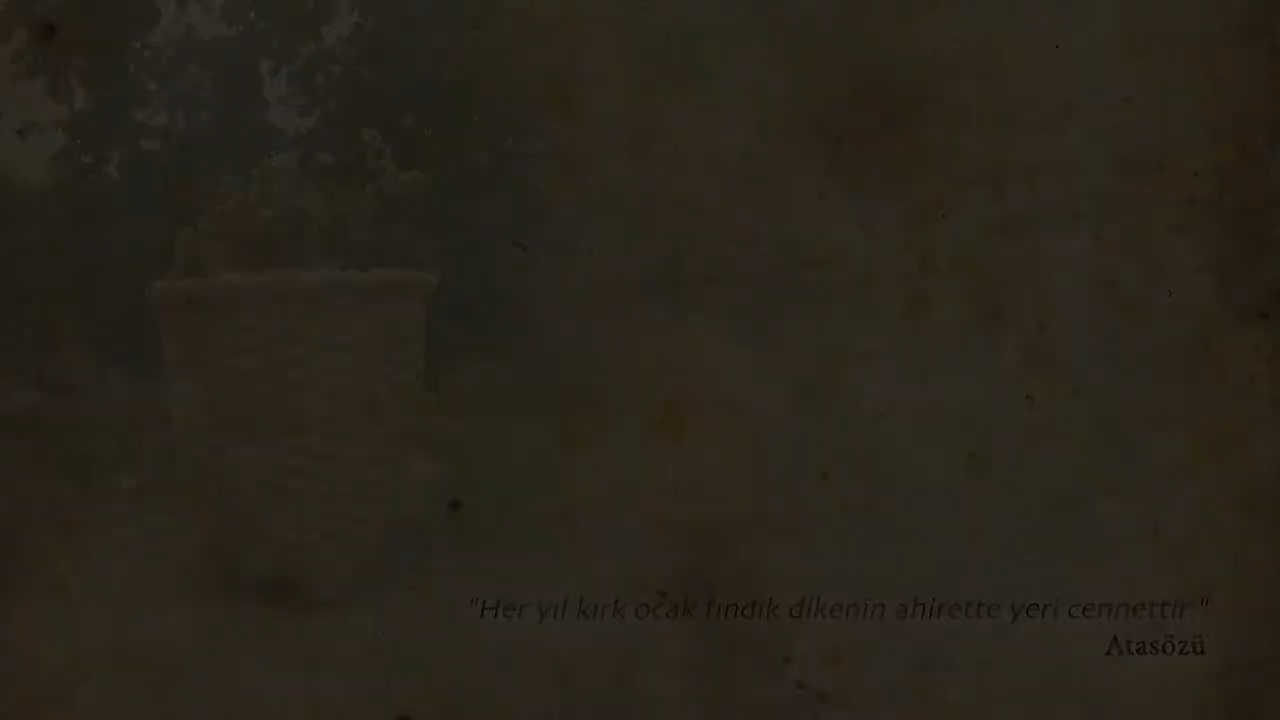 "Her yıl kırk ocak fındık dikenin ahirette yeri cennettir."
Atasözü